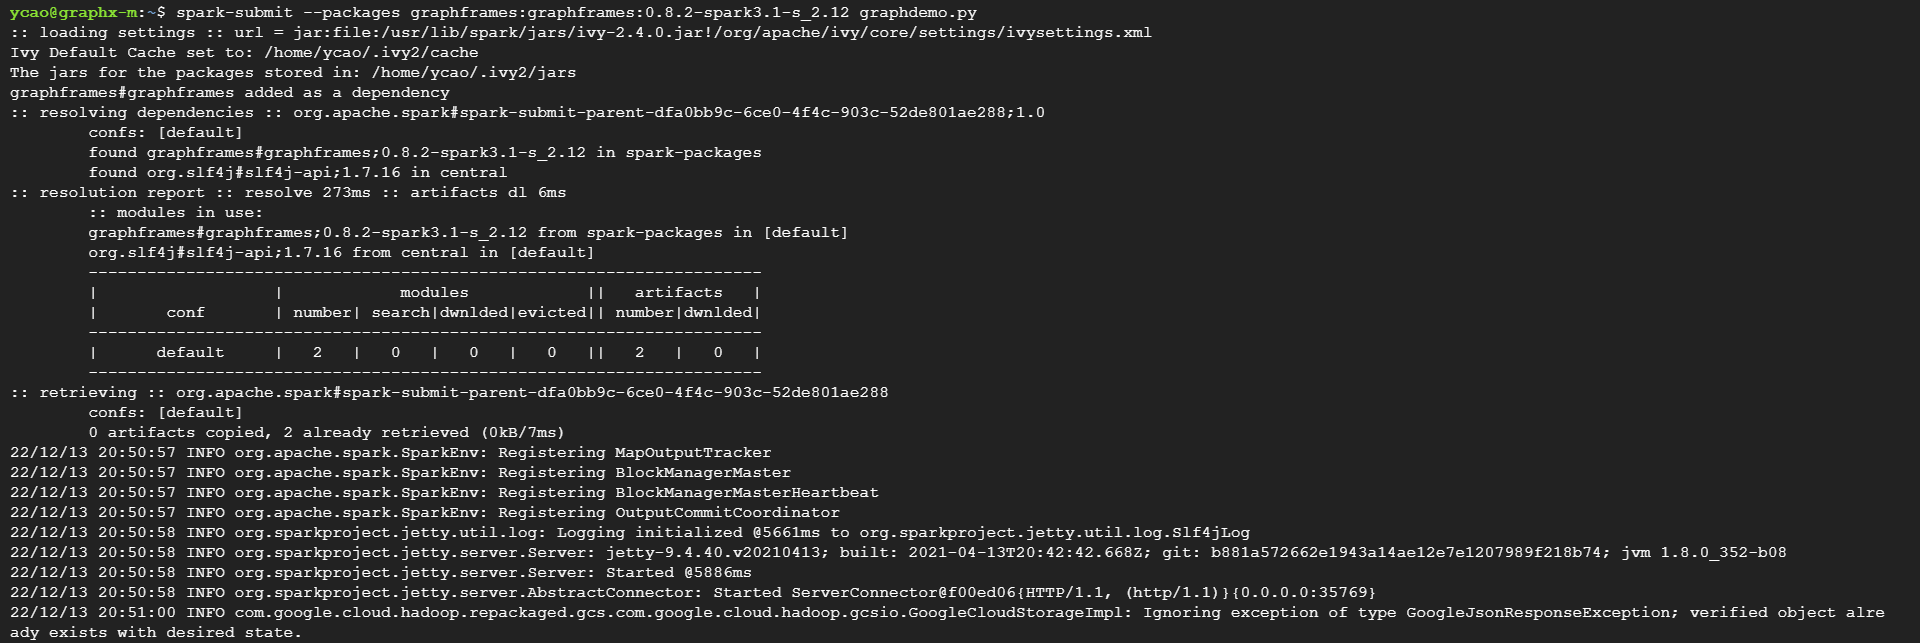 ycao@graphx-m:~$ spark-submit --packages graphframes:graphframes:0.8.2-spark3.1-s_2.12 graphdemo.py
:: loading settings :: url = jar:file:/usr/lib/spark/jars/ivy-2.4.0.jar!/org/apache/ivy/core/settings/ivysettings.xml
Ivy Default Cache set to: /home/ycao/.ivy2/cache
The jars for the packages stored in: /home/ycao/.ivy2/jars
graphframes#graphframes added as a dependency
:: resolving dependencies :: org.apache.spark#spark-submit-parent-dfa0bb9c-6ce0-4f4c-903c-52de801ae288;1.0
        confs: [default]
        found graphframes#graphframes;0.8.2-spark3.1-s_2.12 in spark-packages
        found org.slf4j#slf4j-api;1.7.16 in central
:: resolution report :: resolve 273ms :: artifacts dl 6ms
        :: modules in use:
        graphframes#graphframes;0.8.2-spark3.1-s_2.12 from spark-packages in [default]
        org.slf4j#slf4j-api;1.7.16 from central in [default]
        ---------------------------------------------------------------------
        |                  |            modules            ||   artifacts   |
        |       conf       | number| search|dwnlded|evicted|| number|dwnlded|
        ---------------------------------------------------------------------
        |      default     |   2   |   0   |   0   |   0   ||   2   |   0   |
        ---------------------------------------------------------------------
:: retrieving :: org.apache.spark#spark-submit-parent-dfa0bb9c-6ce0-4f4c-903c-52de801ae288
        confs: [default]
        0 artifacts copied, 2 already retrieved (0kB/7ms)
22/12/13 20:50:57 INFO org.apache.spark.SparkEnv: Registering MapOutputTracker
22/12/13 20:50:57 INFO org.apache.spark.SparkEnv: Registering BlockManagerMaster
22/12/13 20:50:57 INFO org.apache.spark.SparkEnv: Registering BlockManagerMasterHeartbeat
22/12/13 20:50:57 INFO org.apache.spark.SparkEnv: Registering OutputCommitCoordinator
22/12/13 20:50:58 INFO org.sparkproject.jetty.util.log: Logging initialized @5661ms to org.sparkproject.jetty.util.log.Slf4jLog
22/12/13 20:50:58 INFO org.sparkproject.jetty.server.Server: jetty-9.4.40.v20210413; built: 2021-04-13T20:42:42.668Z; git: b881a572662e1943a14ae12e7e1207989f218b74; jvm 1.8.0_352-b08
22/12/13 20:50:58 INFO org.sparkproject.jetty.server.Server: Started @5886ms
22/12/13 20:50:58 INFO org.sparkproject.jetty.server.AbstractConnector: Started ServerConnector@f00ed06{HTTP/1.1, (http/1.1)}{0.0.0.0:35769}
22/12/13 20:51:00 INFO com.google.cloud.hadoop.repackaged.gcs.com.google.cloud.hadoop.gcsio.GoogleCloudStorageImpl: Ignoring exception of type GoogleJsonResponseException; verified object alre
ady exists with desired state.